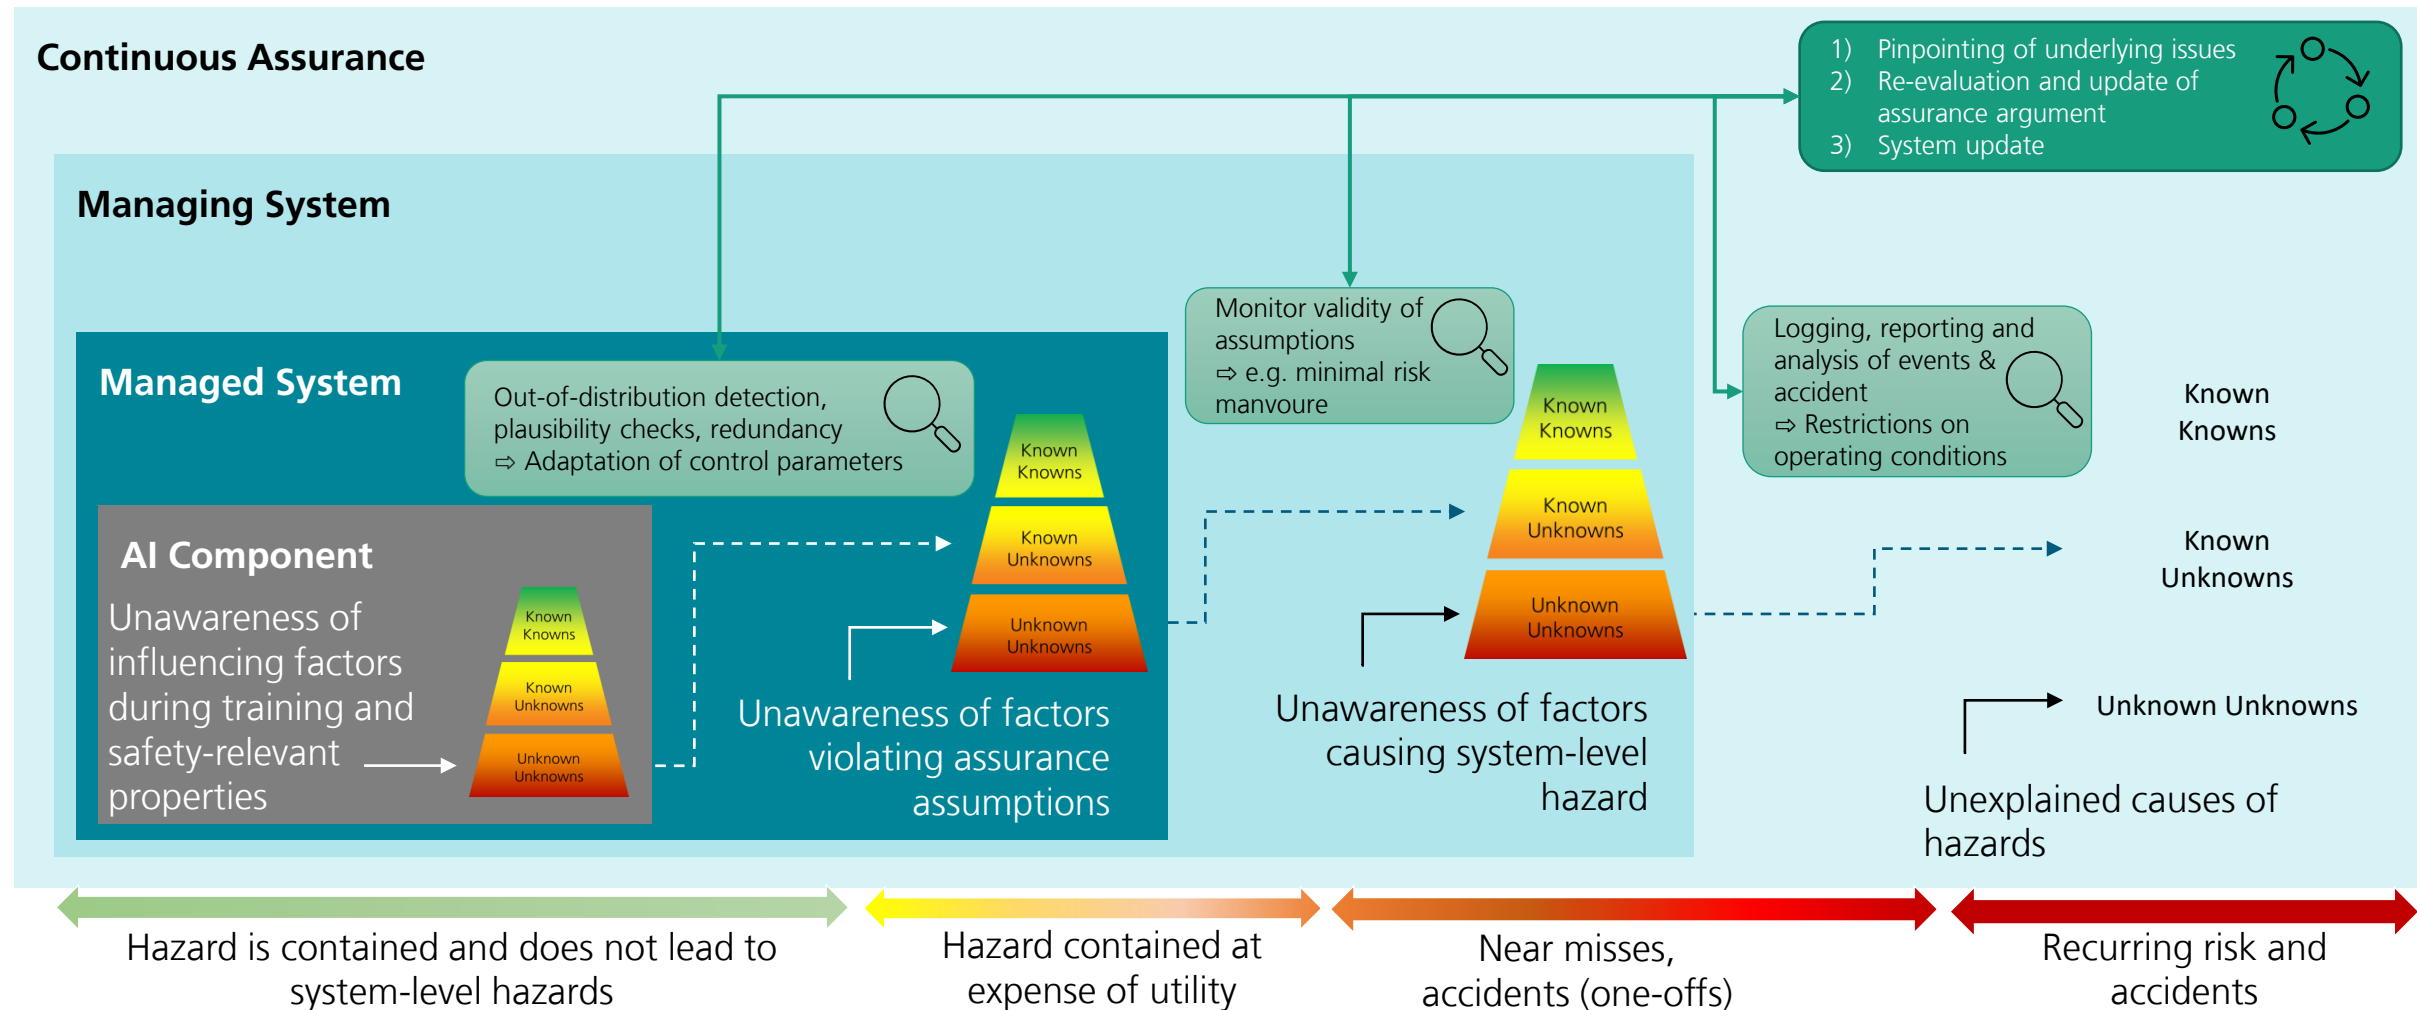 Continuous Assurance
1) Pinpointing of underlying issues
2) Re-evaluation and update of
assurance argument
3) System update
Managing System
Monitor validity of
assumptions
⇨ e.g. minimal risk
manvoure
Logging, reporting and
analysis of events &
accident
⇨ Restrictions on
operating conditions
Managed System
Out-of-distribution detection,
plausibility checks, redundancy
⇨ Adaptation of control parameters
AI Component
Unawareness of
influencing factors
during training and
safety-relevant
properties
Known
Knowns
Known
Unknowns
Unknown
Unknowns
Known
Knowns
Known
Unknowns
Unknown
Unknowns
Unawareness of factors
violating assurance
assumptions
Known
Knowns
Known
Unknowns
Unknown
Unknowns
Unawareness of factors
causing system-level
hazard
Known
Knowns
Known
Unknowns
Unknown Unknowns
Unexplained causes of
hazards
Hazard is contained and does not lead to
system-level hazards
Hazard contained at
expense of utility
Near misses,
accidents (one-offs)
Recurring risk and
accidents